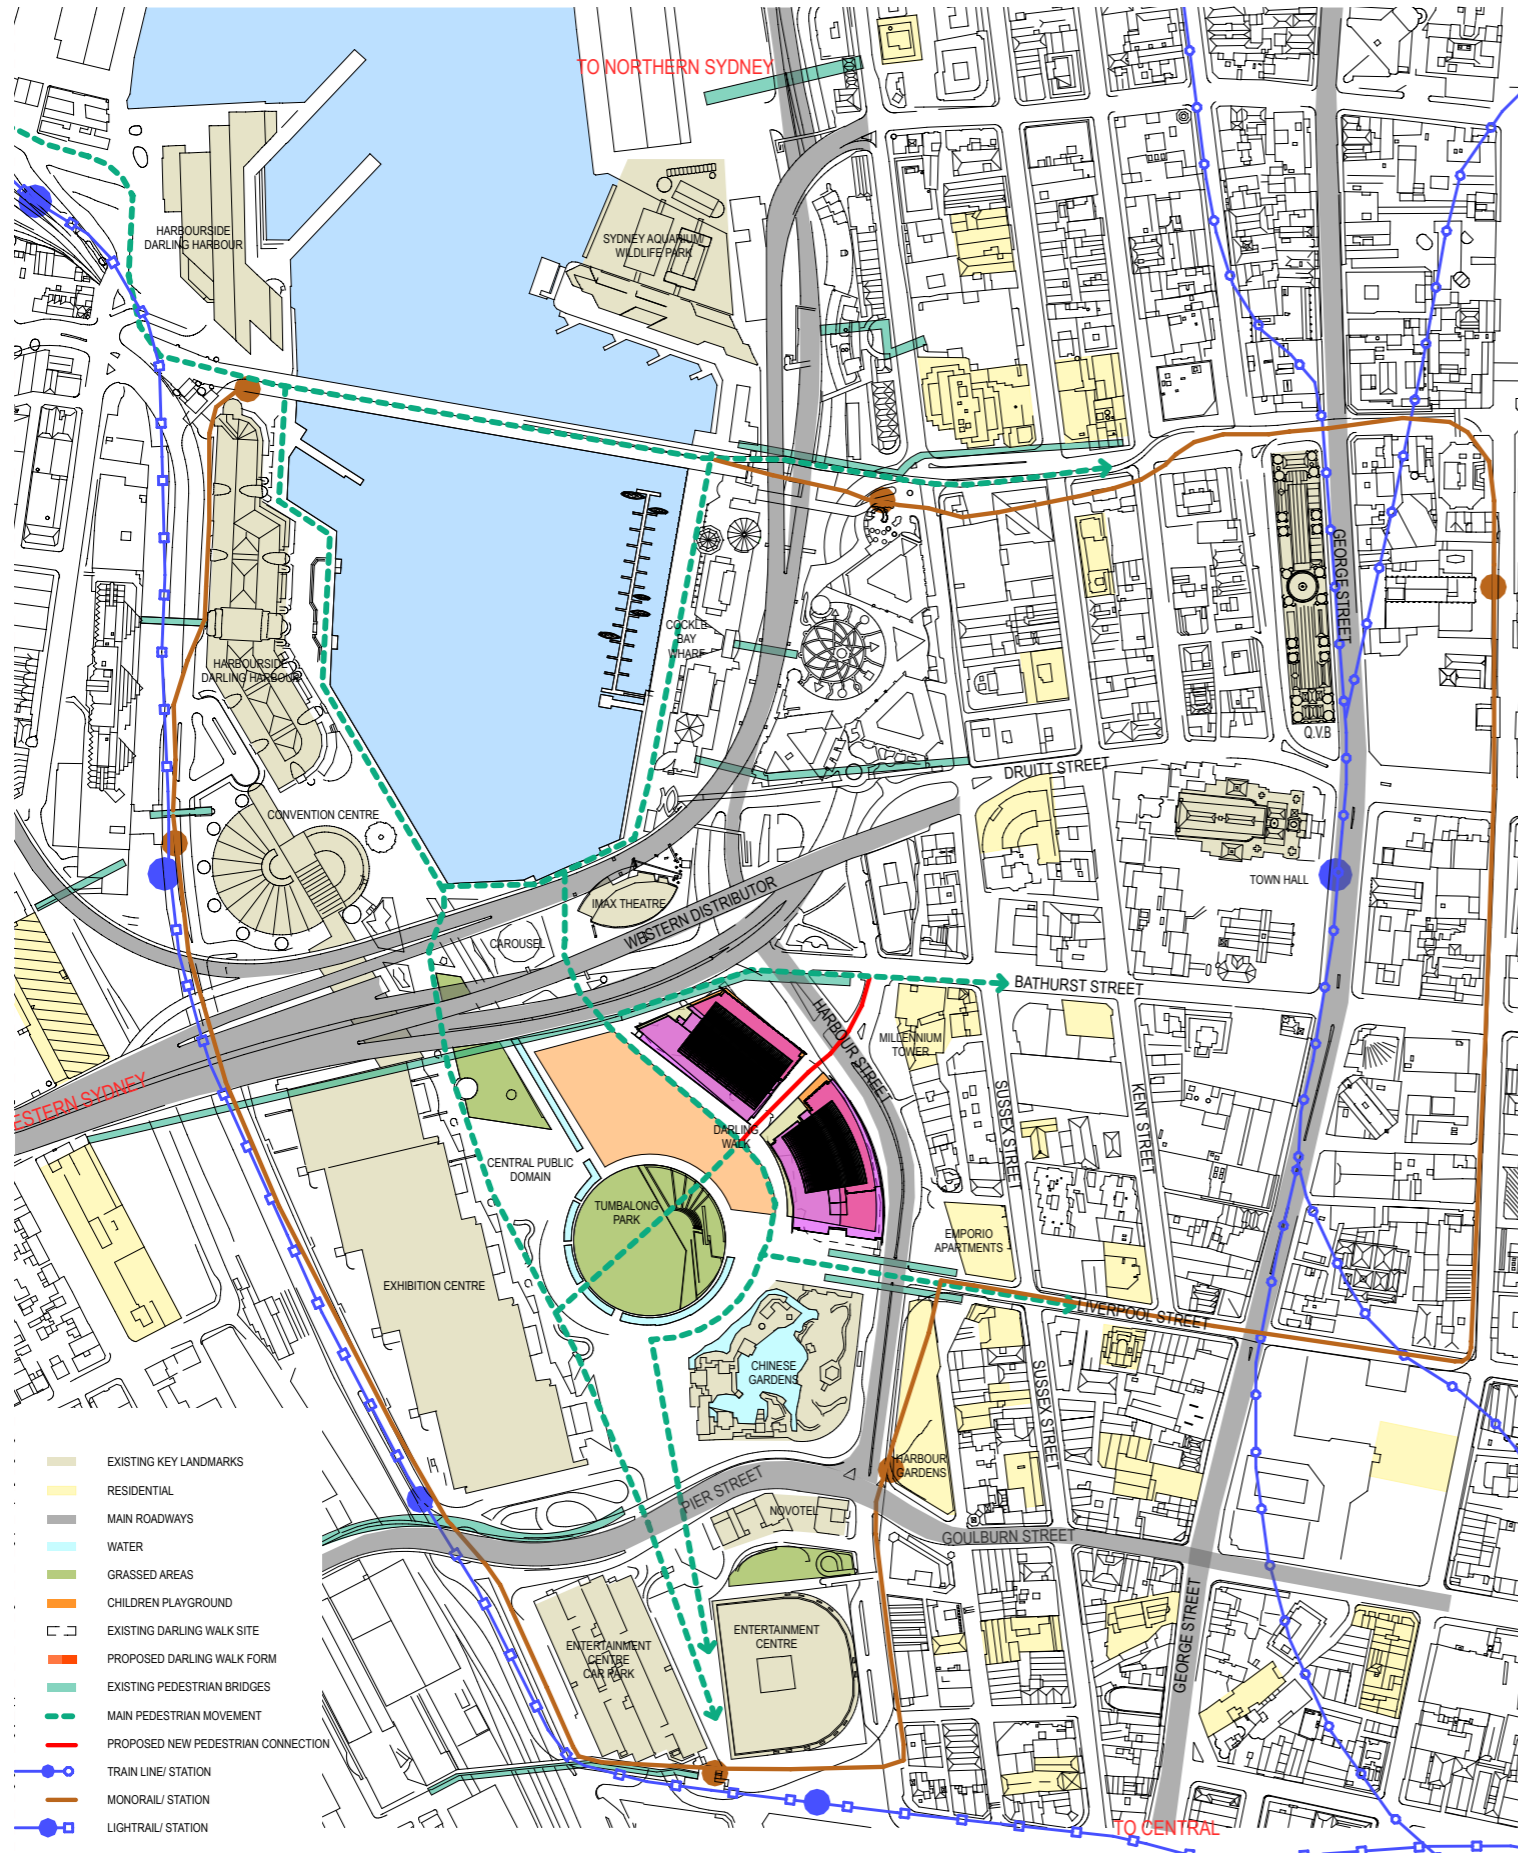 TO NORTHERN SYDNEY
HARBOURSIDE
DARLING HARBOUR
SYDNEY AQUARIUM/
WILDLIFE PARK
GEORGE STREET
COCKLE
BAY
WHARF
HARBOURSIDE
DARLING HARBOUR
Q.V.B
DRUITT STREET
CONVENTION CENTRE
TOWN HALL
IMAX THEATRE
WESTERN DISTRIBUTOR
CAROUSEL
BATHURST STREET
HARBOUR STREET
MILLENNIUM
TOWER
ESTERN SYDNEY
SUSSEX STREET
KENT STREET
DARLING
WALK
CENTRAL PUBLIC
DOMAIN
TUMBALONG
PARK
EMPORIO
APARTMENTS
EXHIBITION CENTRE
LIVERPOOL STREET
CHINESE
GARDENS
SUSSEX STREET
HARBOUR
GARDENS
PIER STREET
NOVOTEL
GOULBURN STREET
GEORGE STREET
ENTERTAINMENT
CENTRE
CAR PARK
ENTERTAINMENT
CENTRE
TO CENTRAL
EXISTING KEY LANDMARKS
RESIDENTIAL
MAIN ROADWAYS
WATER
GRASSED AREAS
CHILDREN PLAYGROUND
EXISTING DARLING WALK SITE
PROPOSED DARLING WALK FORM
EXISTING PEDESTRIAN BRIDGES
MAIN PEDESTRIAN MOVEMENT
PROPOSED NEW PEDESTRIAN CONNECTION
TRAIN LINE/ STATION
MONORAIL/ STATION
LIGHTRAIL/ STATION